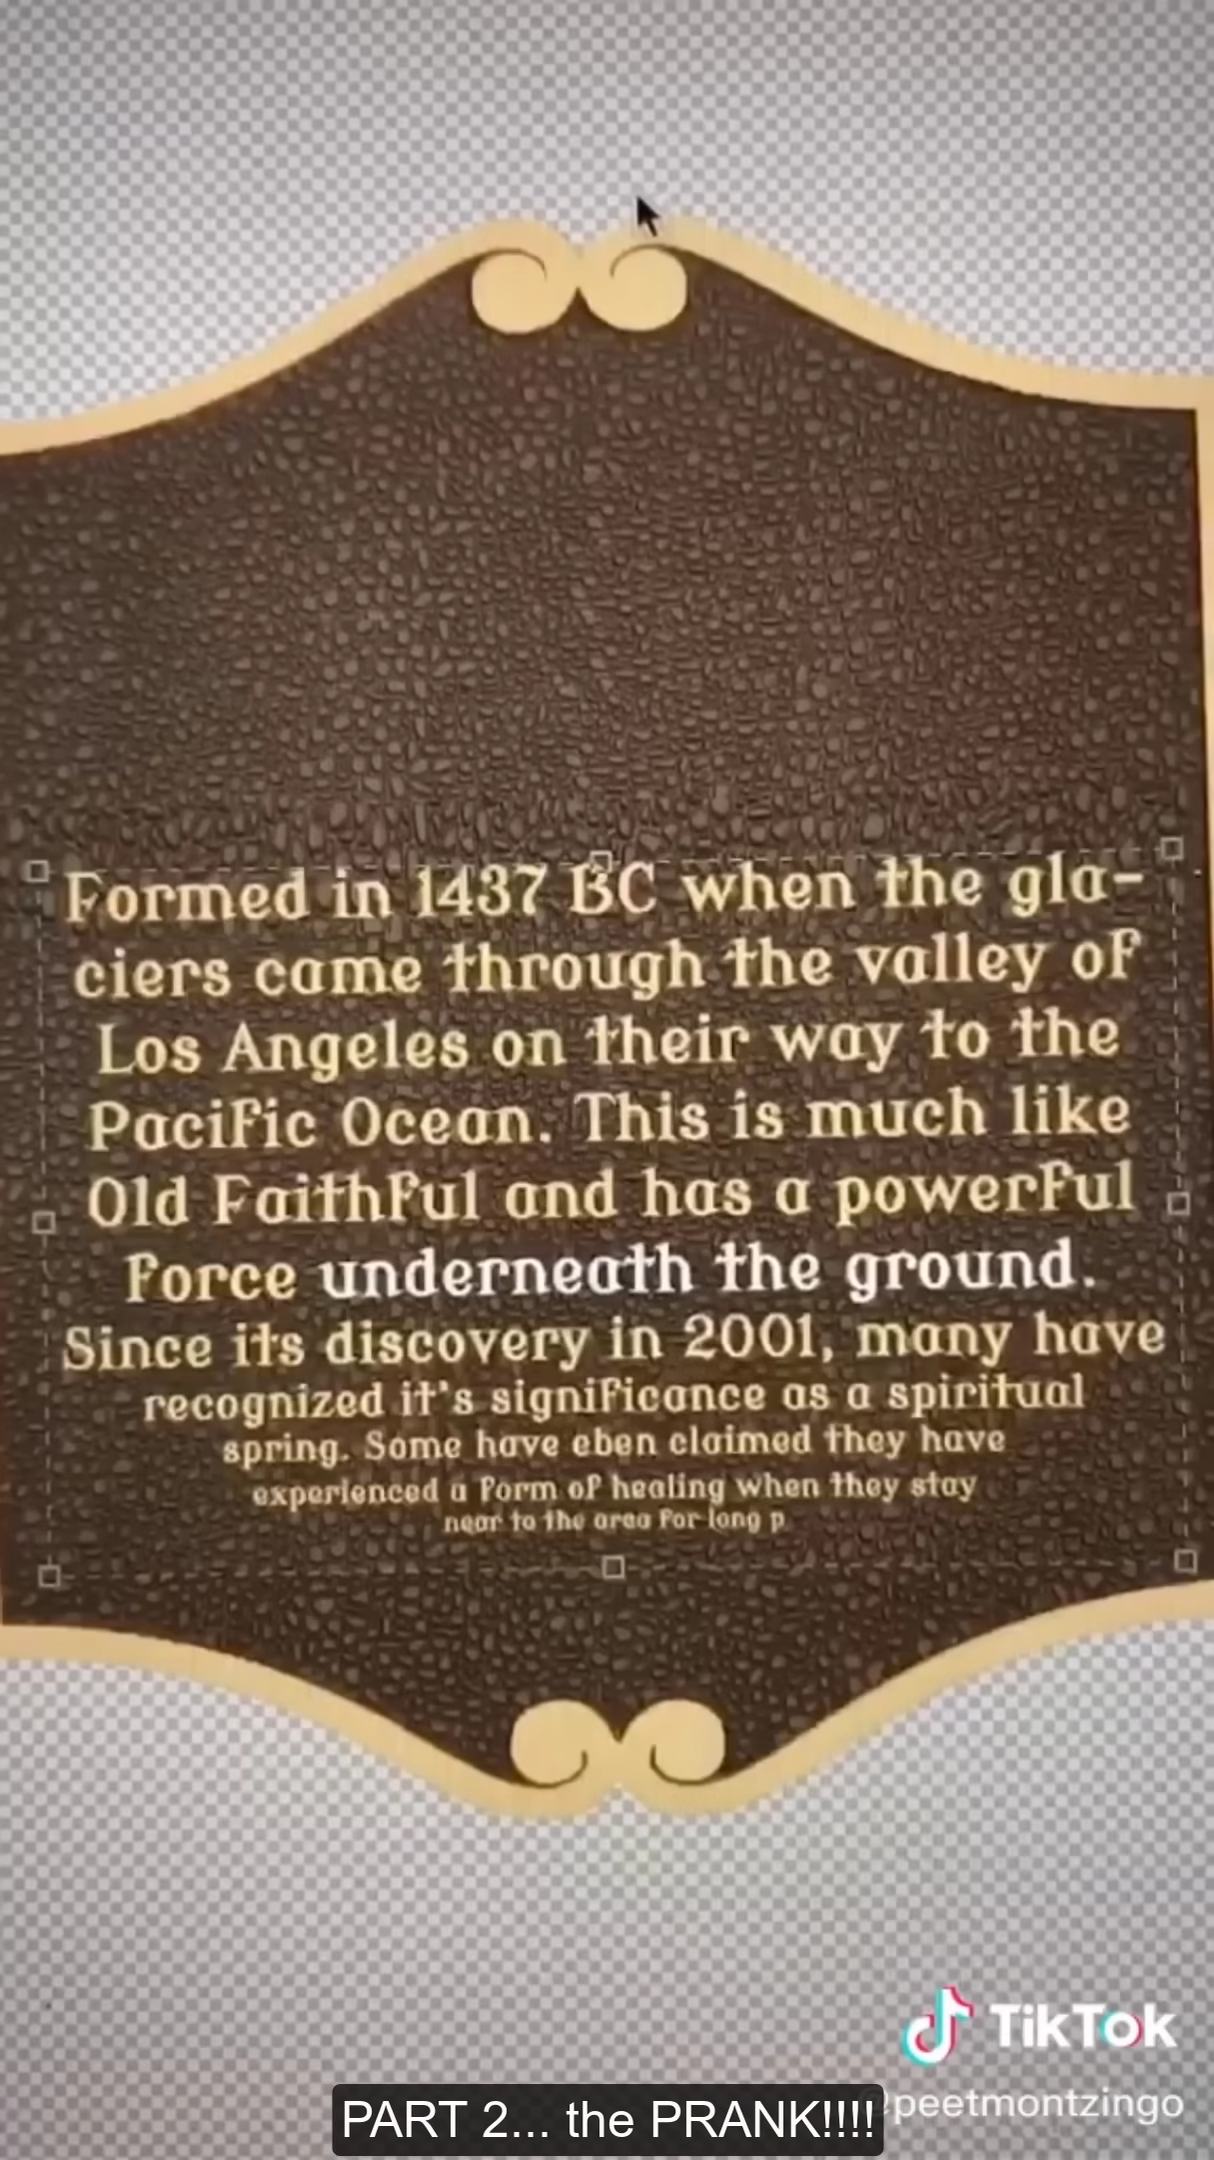 Formed in 1437 BC when the gla-
ciers came through the valley of
Los Angeles on their way to the
Pacific Ocean. This is much like
Old Faithful and has a powerful
force underneath the ground.
Since its discovery in 2001, many have
recognized it's significance as a spiritual
spring. Some have eben claimed they have
experienced a form of healing when they stay
near to the area for long p
TikTok
@peetmontzingo
PART 2... the PRANK!!!!